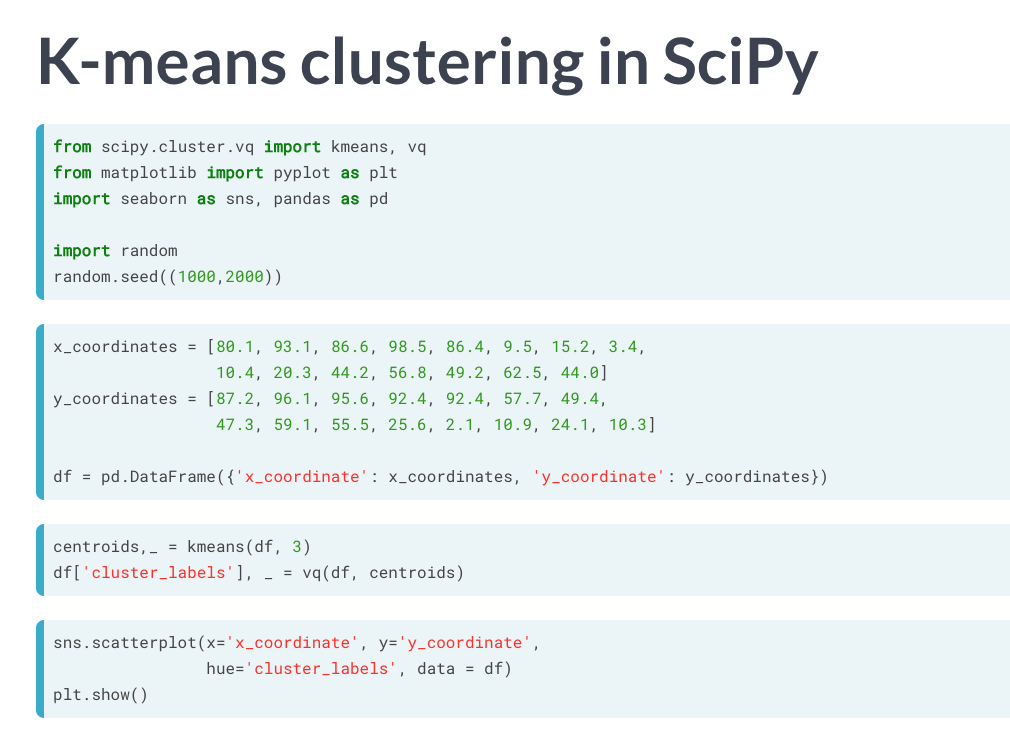 K-means clustering in SciPy
from scipy.cluster.vq import kmeans, vq
from matplotlib import pyplot as plt
import seaborn as sns, pandas as pd
import random
random.seed((1000,2000))
x_coordinates = [80.1, 93.1, 86.6, 98.5, 86.4, 9.5, 15.2, 3.4,
                 10.4, 20.3, 44.2, 56.8, 49.2, 62.5, 44.0]
y_coordinates = [87.2, 96.1, 95.6, 92.4, 92.4, 57.7, 49.4,
                 47.3, 59.1, 55.5, 25.6, 2.1, 10.9, 24.1, 10.3]
df = pd.DataFrame({'x_coordinate': x_coordinates, 'y_coordinate': y_coordinates})
centroids,_ = kmeans(df, 3)
df['cluster_labels'], _ = vq(df, centroids)
sns.scatterplot(x='x_coordinate', y='y_coordinate',
                hue='cluster_labels', data = df)
plt.show()